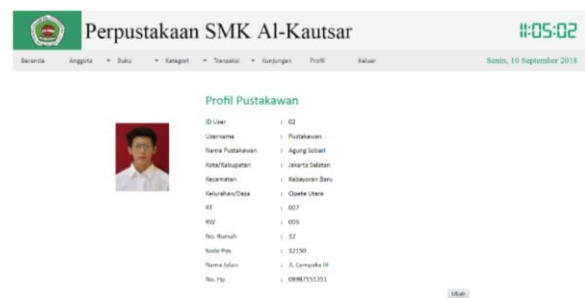 Perpustakaan SMK Al-Kautsar
11:05:02
Beranda Anggota Buku Kategori Transaksi Kunjungan Profil Keluar
Senin, 10 September 2018
Profil Pustakawan
ID User : 02
Username : Pustakawan
Nama Pustakawan : Agung Sobari
Kota/Kabupaten : Jakarta Selatan
Kecamatan : Kebayoran Baru
Kelurahan/Desa : Cipete Utara
RT : 007
RW : 003
No. Rumah : 12
Kode Pos : 12150
Nama Jalan : Jl. Cempaka III
No. Hp :
Ubah